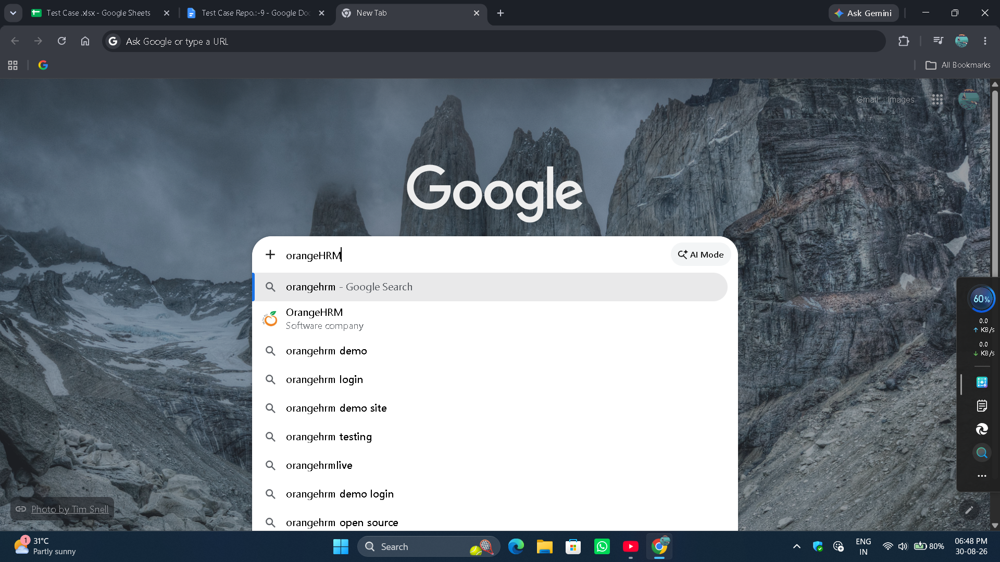 Test Case .xlsx - Google Sheets
Test Case Repo.:-9 - Google Doc
New Tab
Ask Gemini
Ask Google or type a URL
All Bookmarks
Gmail
Images
Google
orangeHRM
AI Mode
orangehrm - Google Search
OrangeHRM
Software company
orangehrm demo
orangehrm login
orangehrm demo site
orangehrm testing
orangehrmlive
orangehrm demo login
orangehrm open source
60%
0.0
↑ KB/s
0.0
↓ KB/s
Photo by Tim Snell
1
31°C
Partly sunny
Search
ENG
IN
80%
06:48 PM
30-08-26